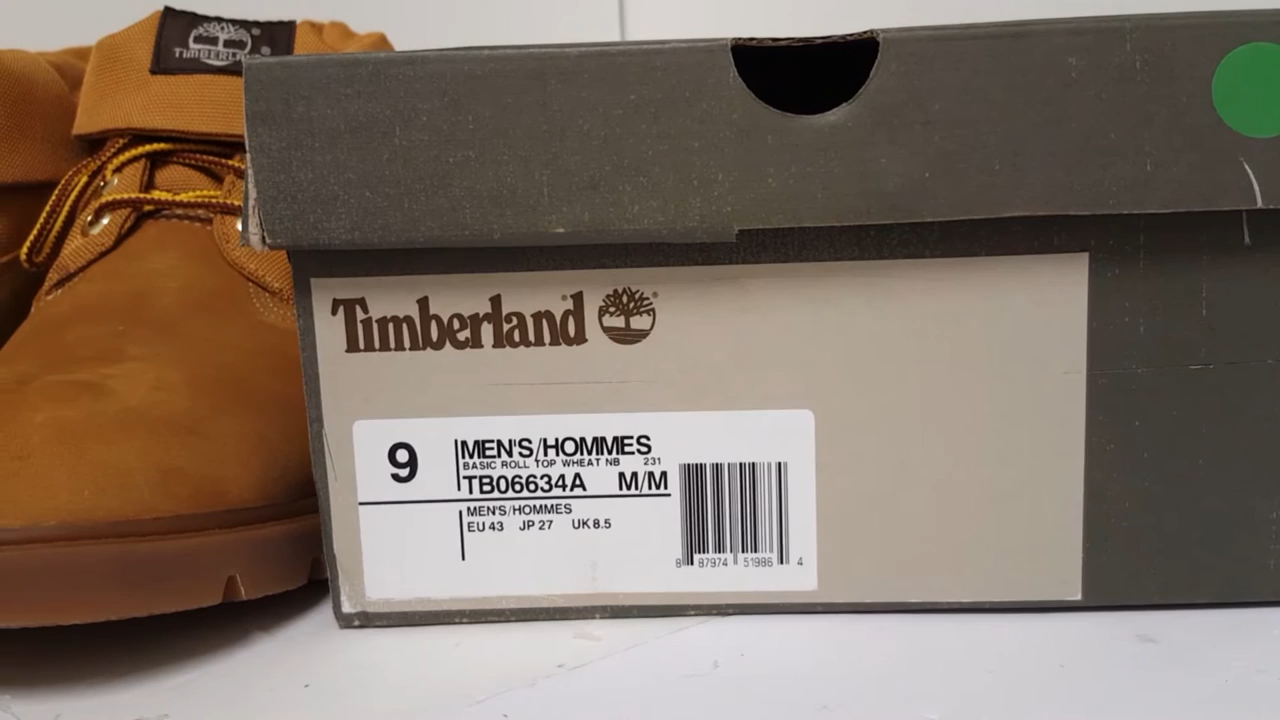 TIMBERLAND
Timberland
9
MEN'S/HOMMES
BASIC ROLL TOP WHEAT NB 231
TB06634A M/M
MEN'S/HOMMES
EU 43 JP 27 UK 8.5
8 87974 51986 4